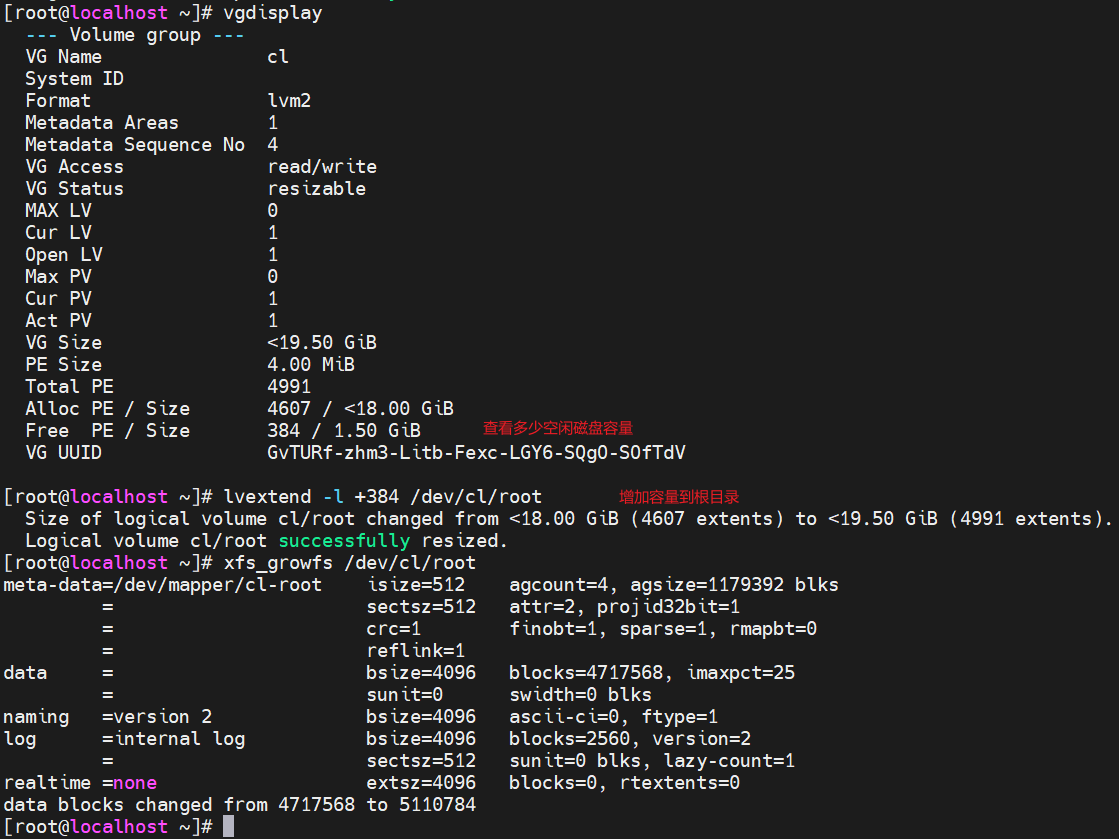 [root@localhost ~]# vgdisplay
--- Volume group ---
VG Name cl
System ID
Format lvm2
Metadata Areas 1
Metadata Sequence No 4
VG Access read/write
VG Status resizable
MAX LV 0
Cur LV 1
Open LV 1
Max PV 0
Cur PV 1
Act PV 1
VG Size <19.50 GiB
PE Size 4.00 MiB
Total PE 4991
Alloc PE / Size 4607 / <18.00 GiB
Free PE / Size 384 / 1.50 GiB 查看多少空闲磁盘容量
VG UUID GvTURf-zhm3-Litb-Fexc-LGY6-SQgO-SOfTdV
[root@localhost ~]# lvextend -l +384 /dev/cl/root 增加容量到根目录
Size of logical volume cl/root changed from <18.00 GiB (4607 extents) to <19.50 GiB (4991 extents).
Logical volume cl/root successfully resized.
[root@localhost ~]# xfs_growfs /dev/cl/root
meta-data=/dev/mapper/cl-root isize=512 agcount=4, agsize=1179392 blks
= sectsz=512 attr=2, projid32bit=1
= crc=1 finobt=1, sparse=1, rmapbt=0
= reflink=1
data = bsize=4096 blocks=4717568, imaxpct=25
= sunit=0 swidth=0 blks
naming =version 2 bsize=4096 ascii-ci=0, ftype=1
log =internal log bsize=4096 blocks=2560, version=2
= sectsz=512 sunit=0 blks, lazy-count=1
realtime =none extsz=4096 blocks=0, rtextents=0
data blocks changed from 4717568 to 5110784
[root@localhost ~]#